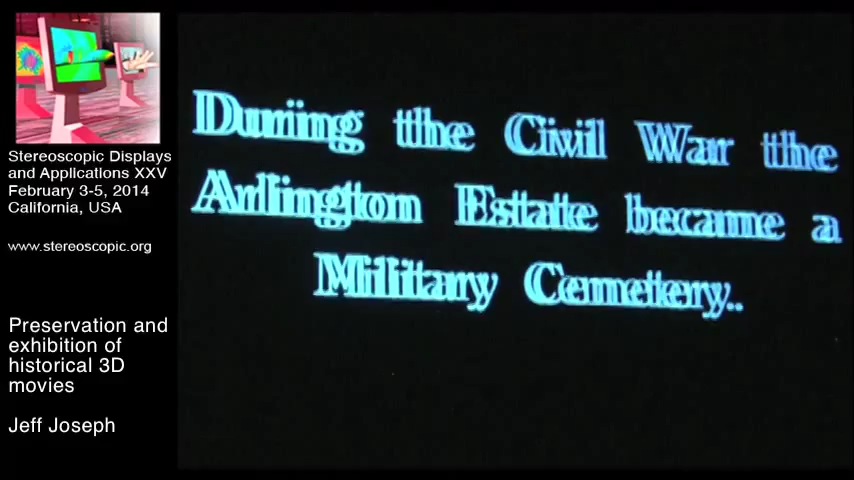 Stereoscopic Displays
and Applications XXV
February 3-5, 2014
California, USA
www.stereoscopic.org
Preservation and
exhibition of
historical 3D
movies
Jeff Joseph
During the Civil War the
Arlington Estate became a
Military Cemetery.